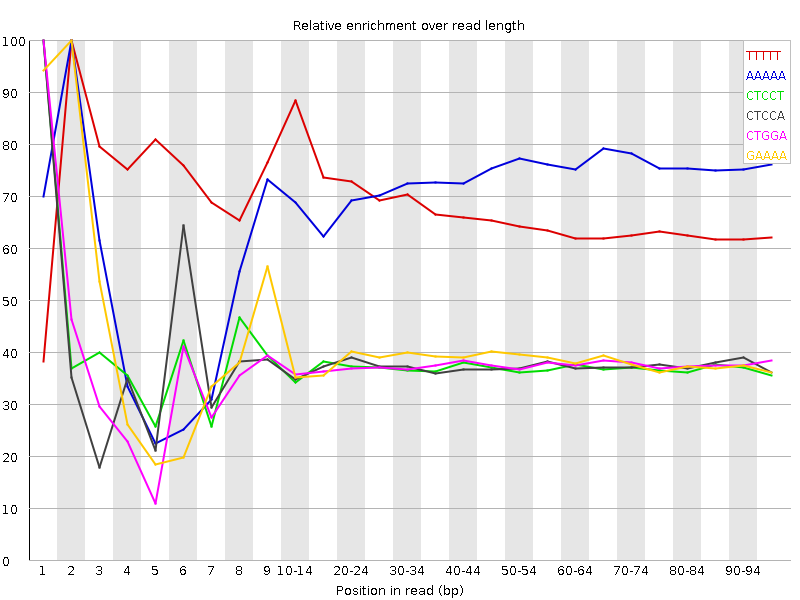 Relative enrichment over read length
100
90
80
70
60
50
40
30
20
10
0
TTTTT
AAAAA
CTCCT
CTCCA
CTGGA
GAAAA
1 2 3 4 5 6 7 8 9 10-14 20-24 30-34 40-44 50-54 60-64 70-74 80-84 90-94
Position in read (bp)